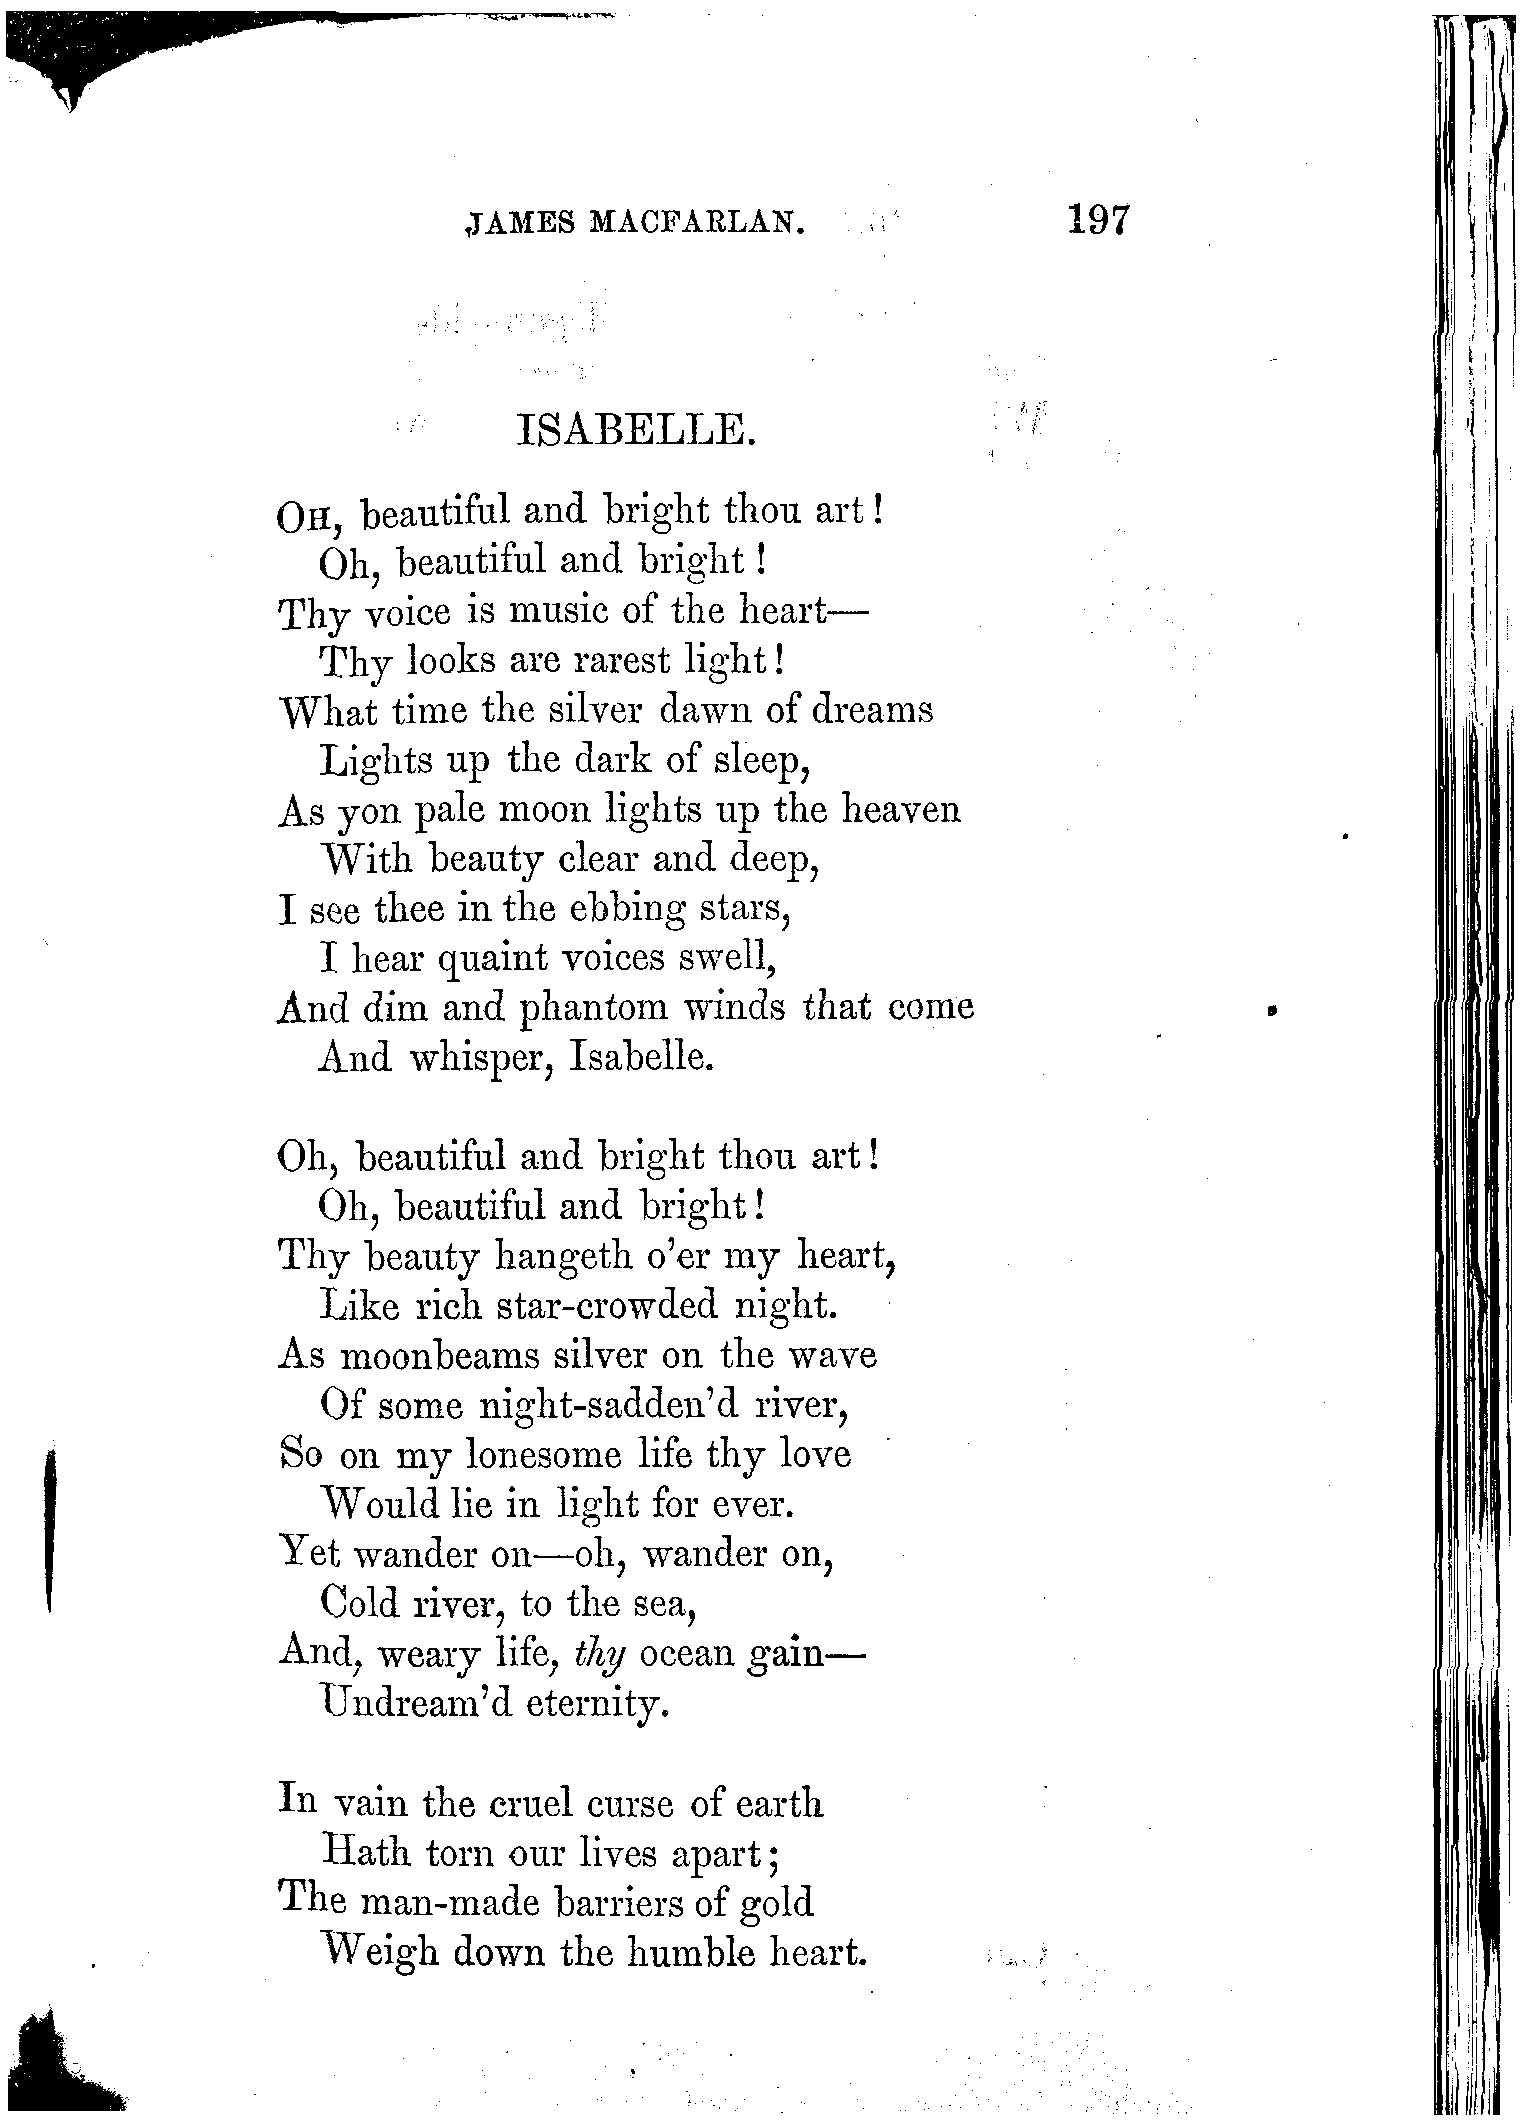 JAMES MACFARLAN. 197
ISABELLE.
OH, beautiful and bright thou art!
Oh, beautiful and bright!
Thy voice is music of the heart—
Thy looks are rarest light!
What time the silver dawn of dreams
Lights up the dark of sleep,
As yon pale moon lights up the heaven
With beauty clear and deep,
I see thee in the ebbing stars,
I hear quaint voices swell,
And dim and phantom winds that come
And whisper, Isabelle.
Oh, beautiful and bright thou art!
Oh, beautiful and bright!
Thy beauty hangeth o'er my heart,
Like rich star-crowded night.
As moonbeams silver on the wave
Of some night-sadden'd river,
So on my lonesome life thy love
Would lie in light for ever.
Yet wander on—oh, wander on,
Cold river, to the sea,
And, weary life, thy ocean gain—
Undream'd eternity.
In vain the cruel curse of earth
Hath torn our lives apart;
The man-made barriers of gold
Weigh down the humble heart.